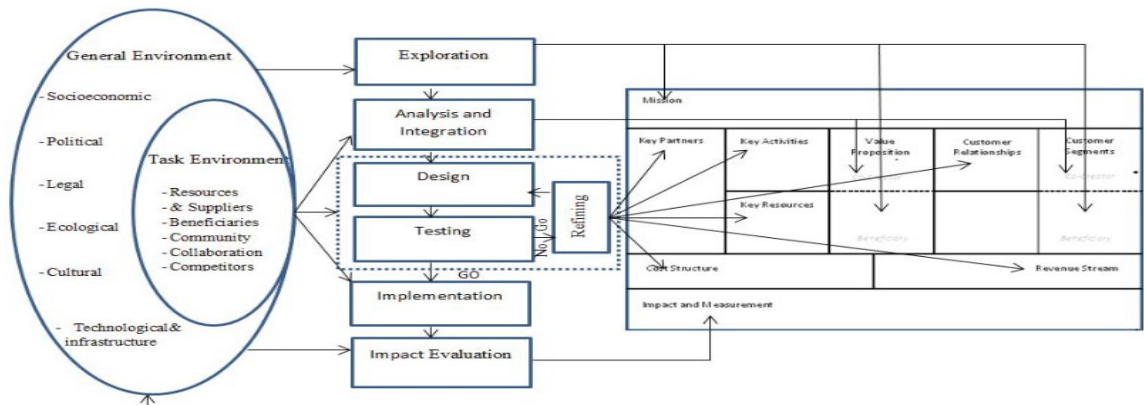 General Environment
- Socioeconomic
- Political
- Legal
- Ecological
- Cultural
- Technological&
infrastructure
Task Environment
- Resources
- & Suppliers
- Beneficiaries
- Community
- Collaboration
- Competitors
Exploration
Analysis and
Integration
Design
Testing
Refining
No Go
GO
Implementation
Impact Evaluation
Mission
Key Partners
Key Activities
Value
Proposition
Customer
Relationships
Customer
Segments
Co-creator
Key Resources
Beneficiary
Beneficiary
Cost Structure
Revenue Stream
Impact and Measurement